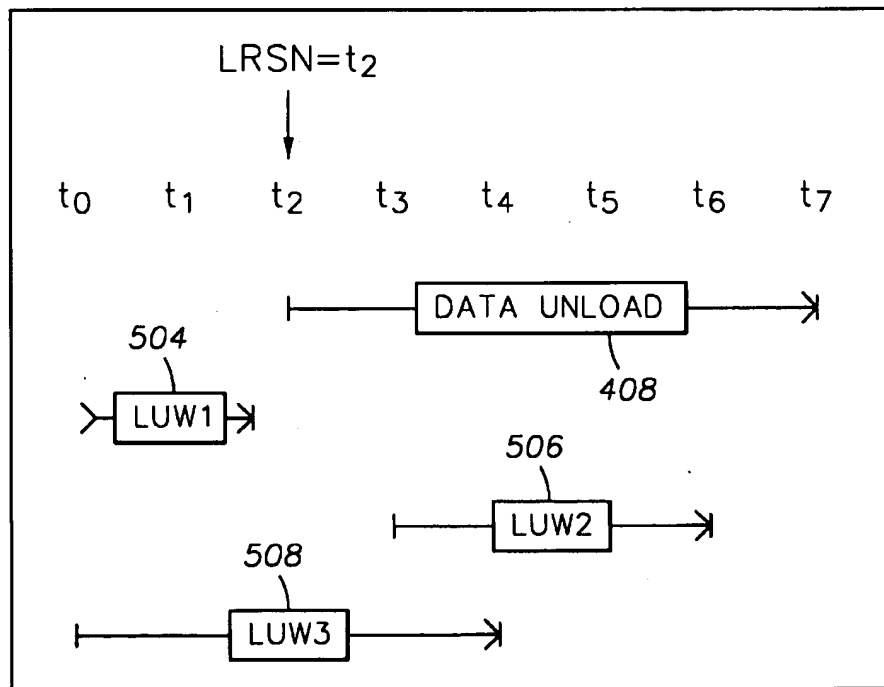 LRSN=t2
t0 t1 t2 t3 t4 t5 t6 t7
DATA UNLOAD
408
504
LUW1
506
LUW2
508
LUW3